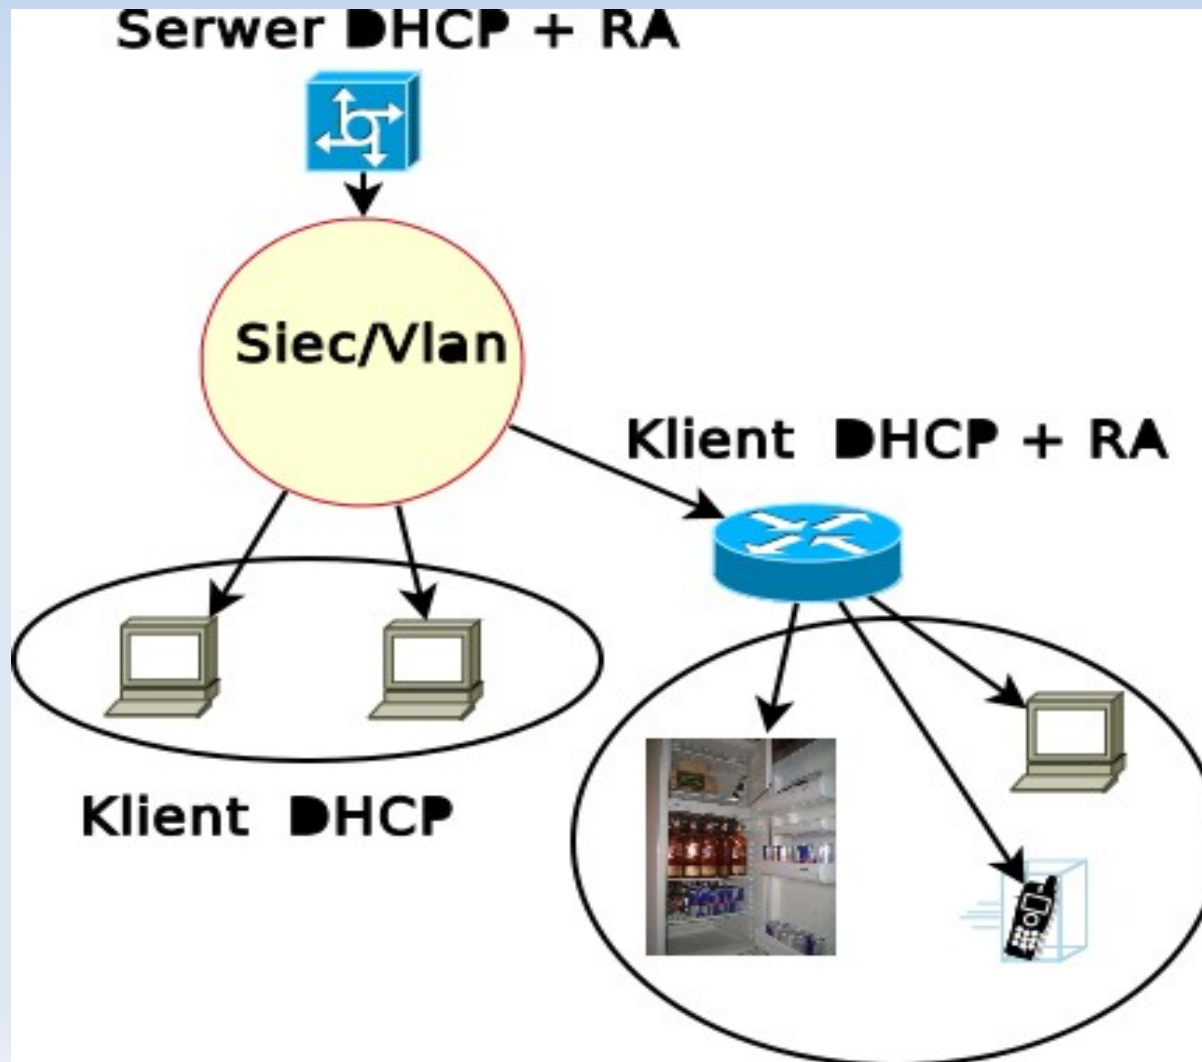 Serwer DHCP + RA
Siec/Vlan
Klient DHCP + RA
Klient DHCP